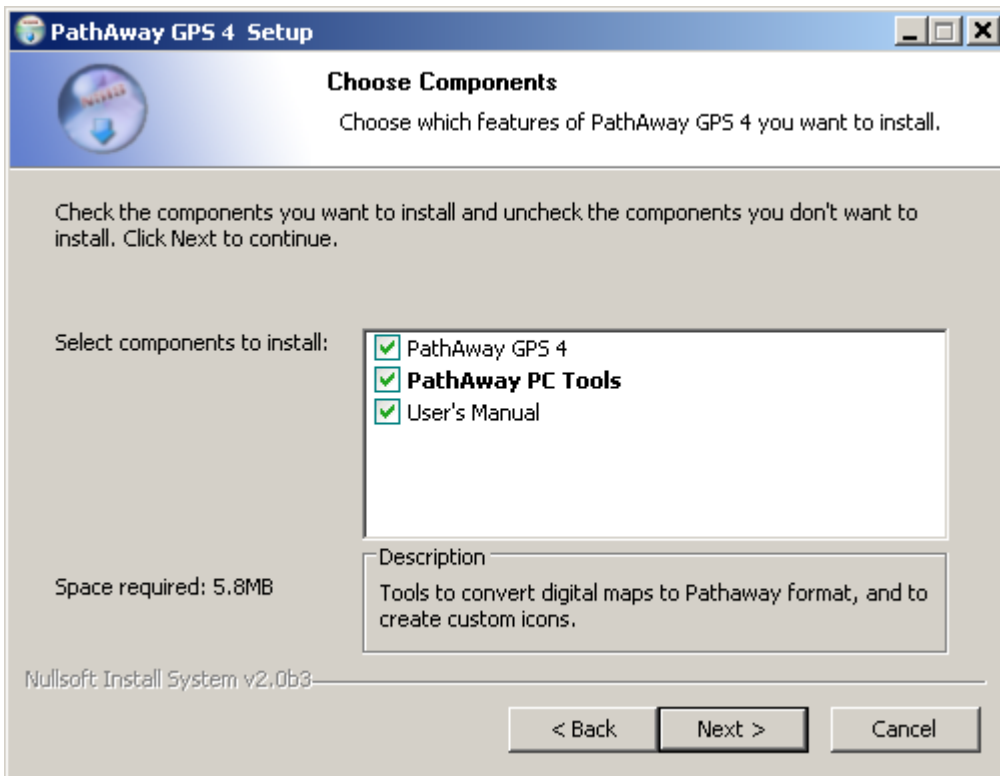 PathAway GPS 4 Setup
Choose Components
Choose which features of PathAway GPS 4 you want to install.
Check the components you want to install and uncheck the components you don't want to
install. Click Next to continue.
Select components to install:
PathAway GPS 4
PathAway PC Tools
User's Manual
Space required: 5.8MB
Description
Tools to convert digital maps to Pathaway format, and to
create custom icons.
Nullsoft Install System v2.0b3
< Back
Next >
Cancel